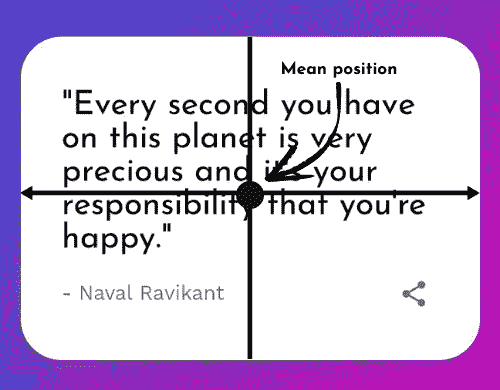 Mean position
"Every second you have
on this planet is very
precious and it's your
responsibility that you're
happy."
- Naval Ravikant